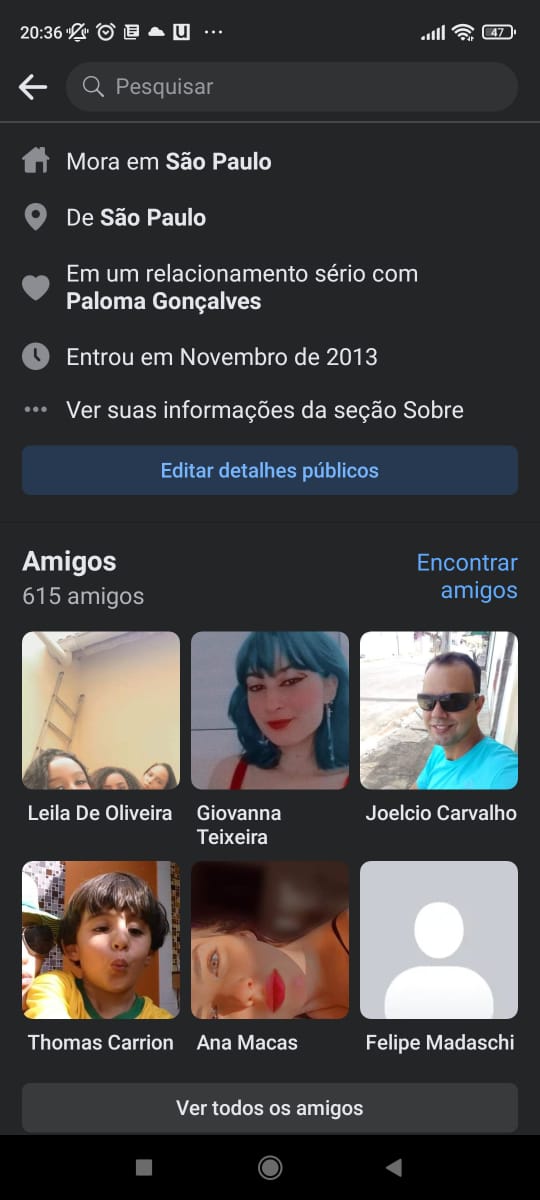 20:36
47
Pesquisar
Mora em São Paulo
De São Paulo
Em um relacionamento sério com
Paloma Gonçalves
Entrou em Novembro de 2013
Ver suas informações da seção Sobre
Editar detalhes públicos
Amigos
Encontrar
amigos
615 amigos
Leila De Oliveira
Giovanna
Teixeira
Joelcio Carvalho
Thomas Carrion
Ana Macas
Felipe Madaschi
Ver todos os amigos